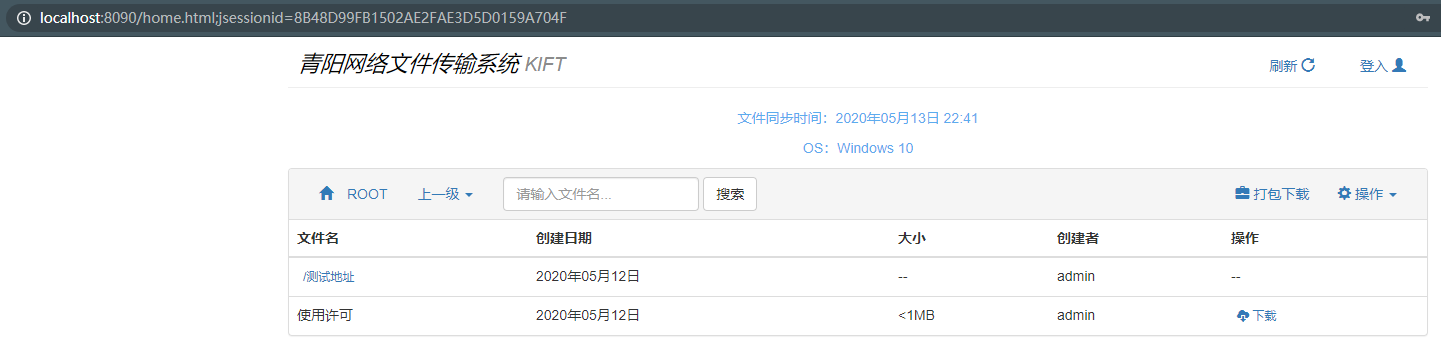 localhost:8090/home.html;jsessionid=8B48D99FB1502AE2FAE3D5D0159A704F
青阳网络文件传输系统 KIFT 刷新 登入
文件同步时间：2020年05月13日 22:41
OS：Windows 10
ROOT 上一级 请输入文件名... 搜索 打包下载 操作
文件名 创建日期 大小 创建者 操作
/测试地址 2020年05月12日 -- admin --
使用许可 2020年05月12日 <1MB admin 下载